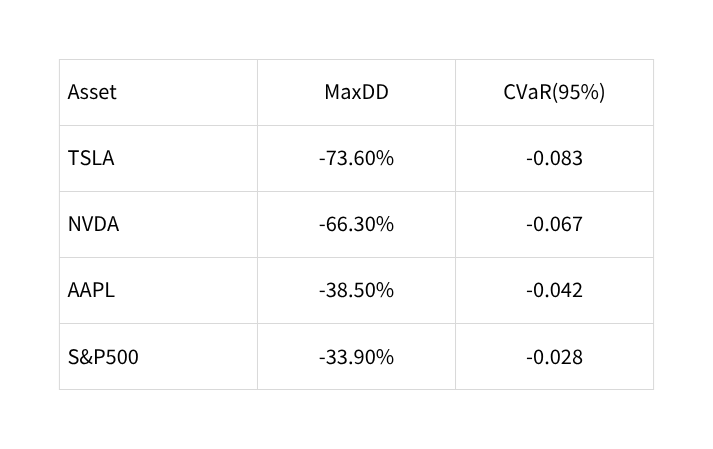 Asset MaxDD CVaR(95%)
TSLA -73.60% -0.083
NVDA -66.30% -0.067
AAPL -38.50% -0.042
S&P500 -33.90% -0.028